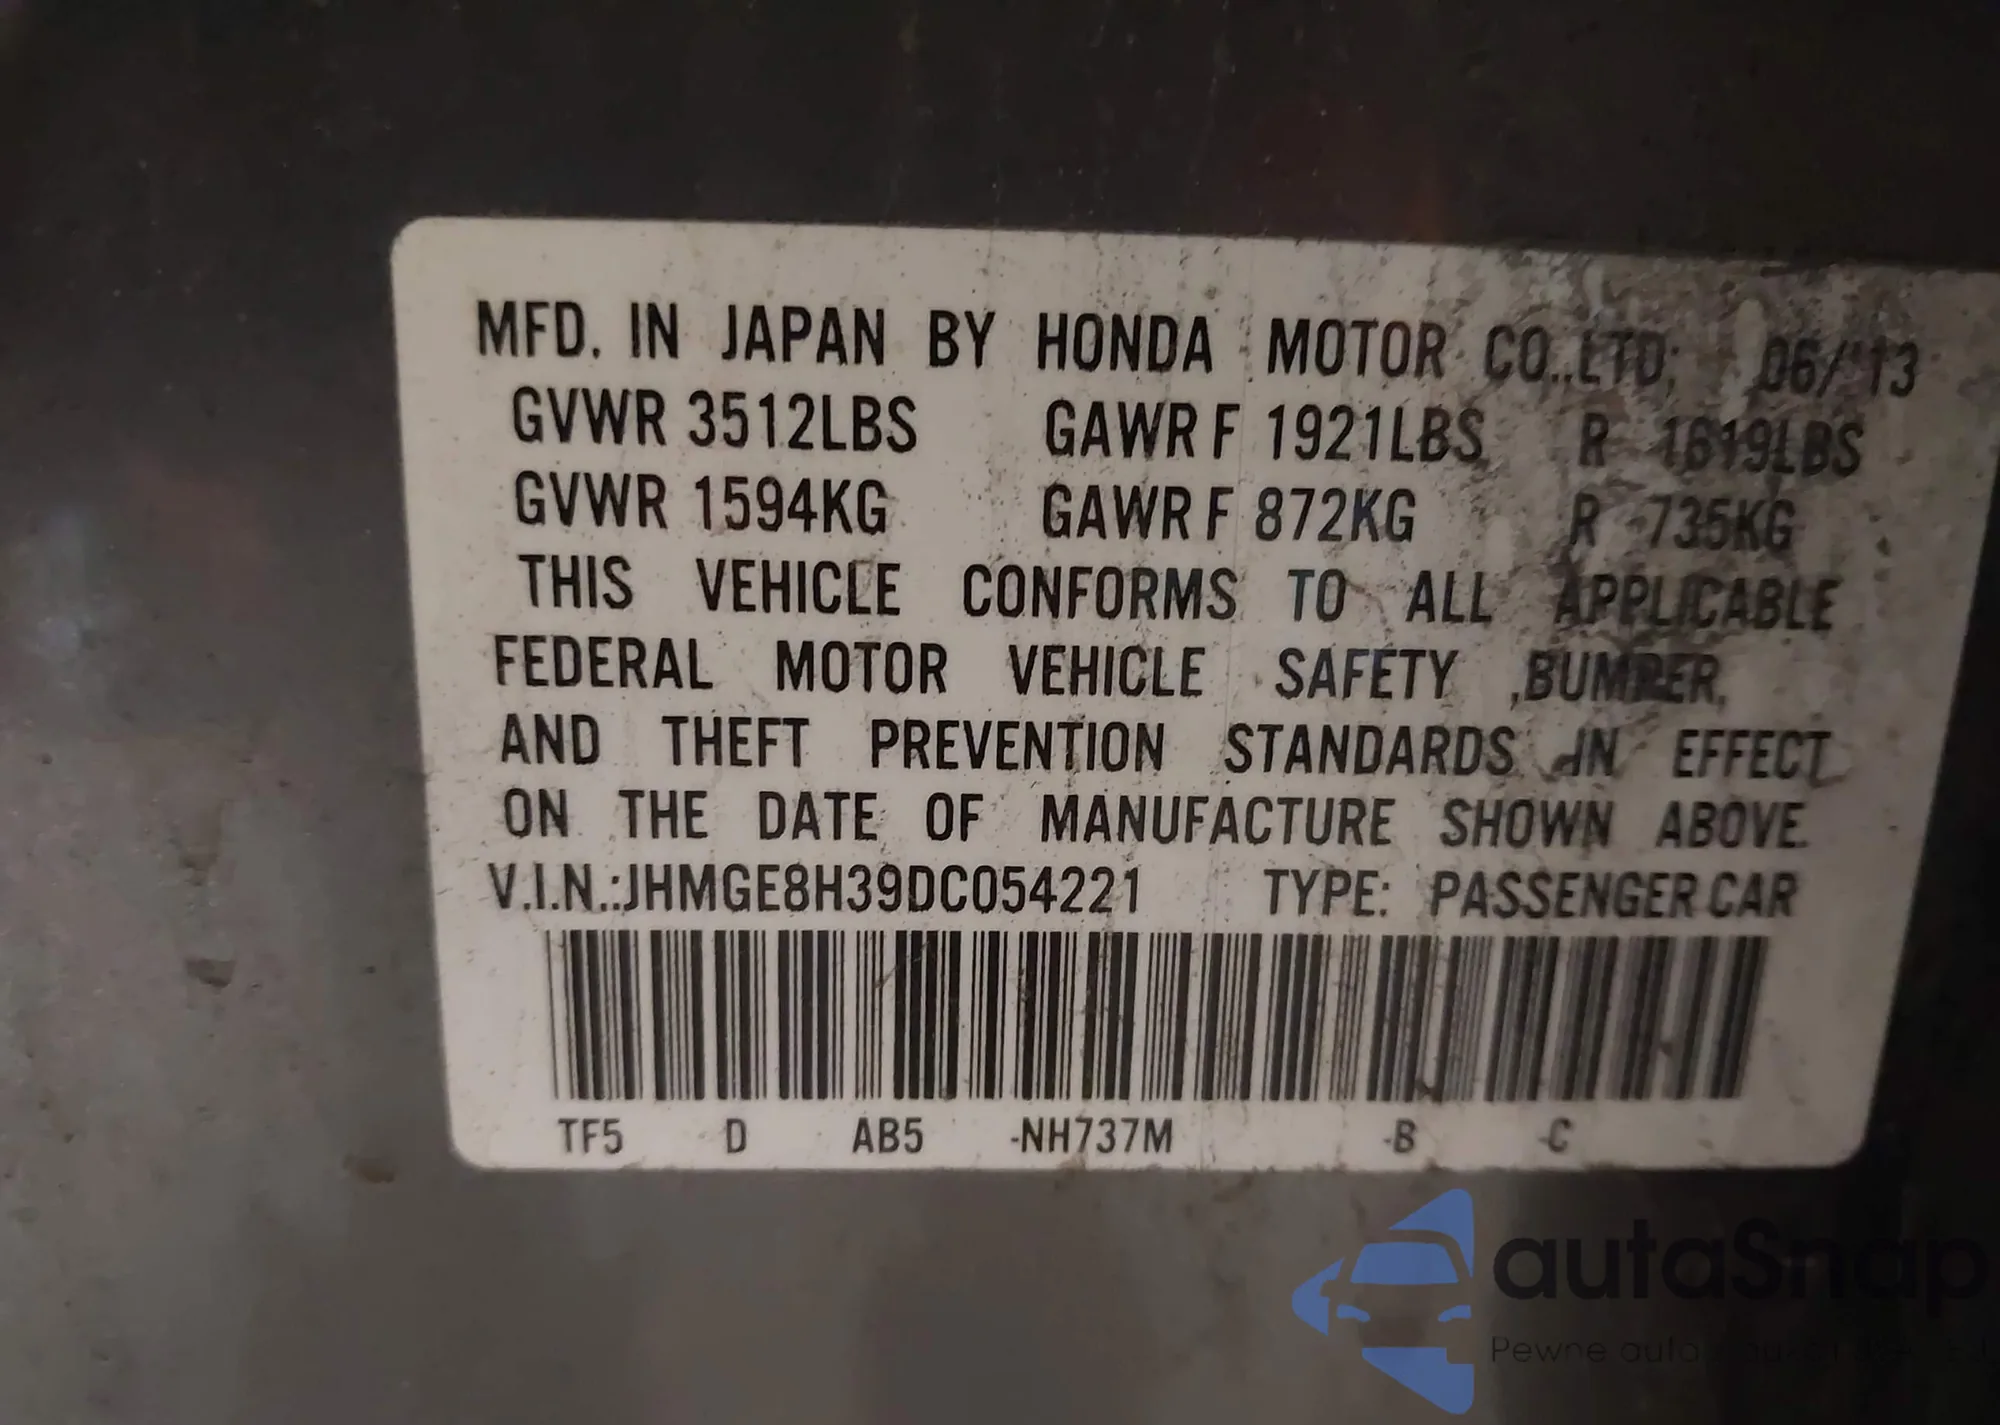 MFD. IN JAPAN BY HONDA MOTOR CO.,LTD. 06/'13
GVWR 3512LBS GAWR F 1921LBS R 1619LBS
GVWR 1594KG GAWR F 872KG R 735KG
THIS VEHICLE CONFORMS TO ALL APPLICABLE
FEDERAL MOTOR VEHICLE SAFETY, BUMPER,
AND THEFT PREVENTION STANDARDS IN EFFECT
ON THE DATE OF MANUFACTURE SHOWN ABOVE.
V.I.N.:JHMGE8H39DC054221 TYPE: PASSENGER CAR
TF5 D AB5 -NH737M -B -C
autaSnap
Pewne auta